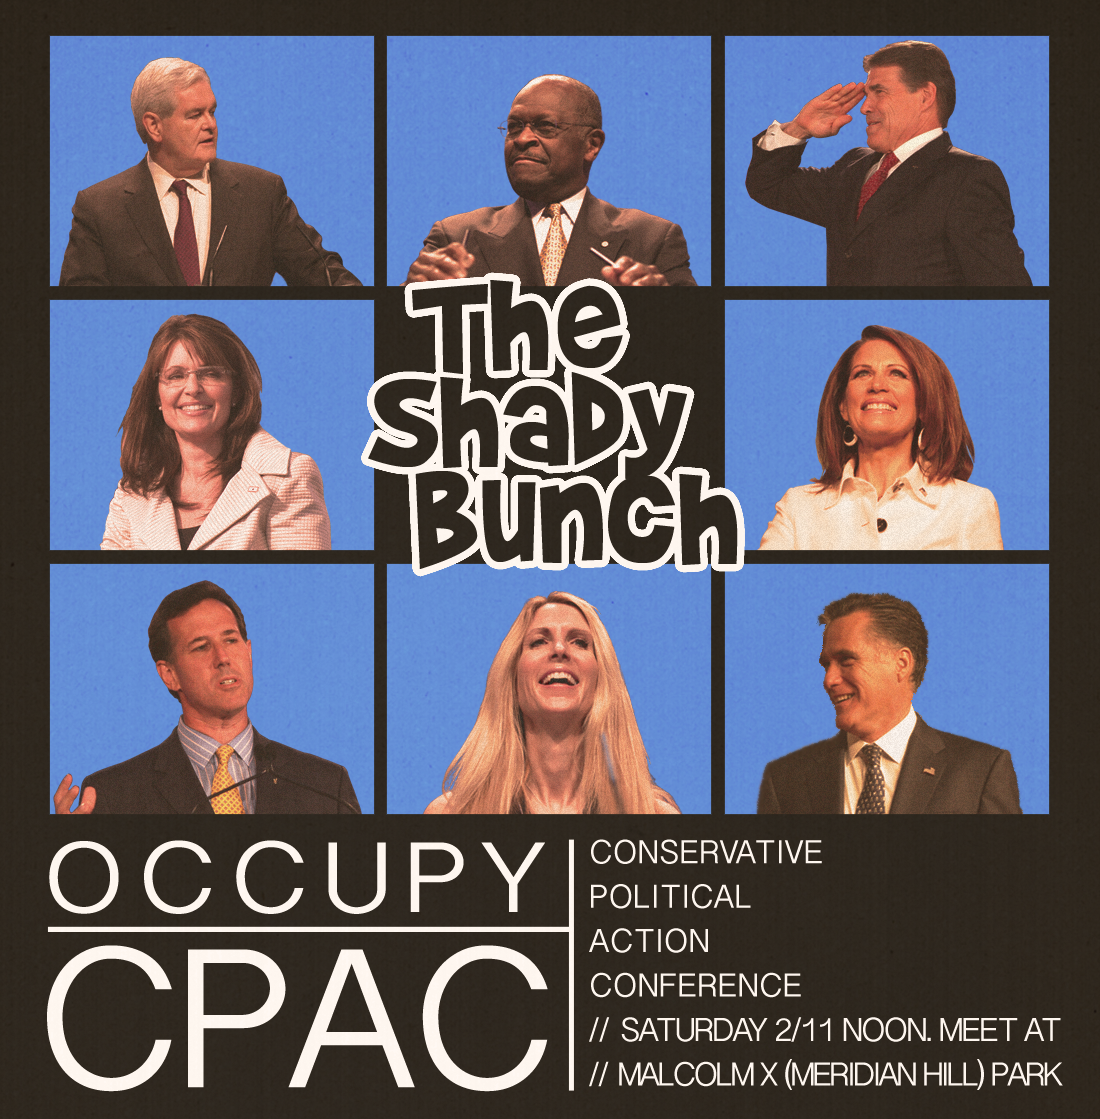 The
Shady
Bunch
OCCUPY
CPAC
CONSERVATIVE
POLITICAL
ACTION
CONFERENCE
// SATURDAY 2/11 NOON. MEET AT
// MALCOLM X (MERIDIAN HILL) PARK